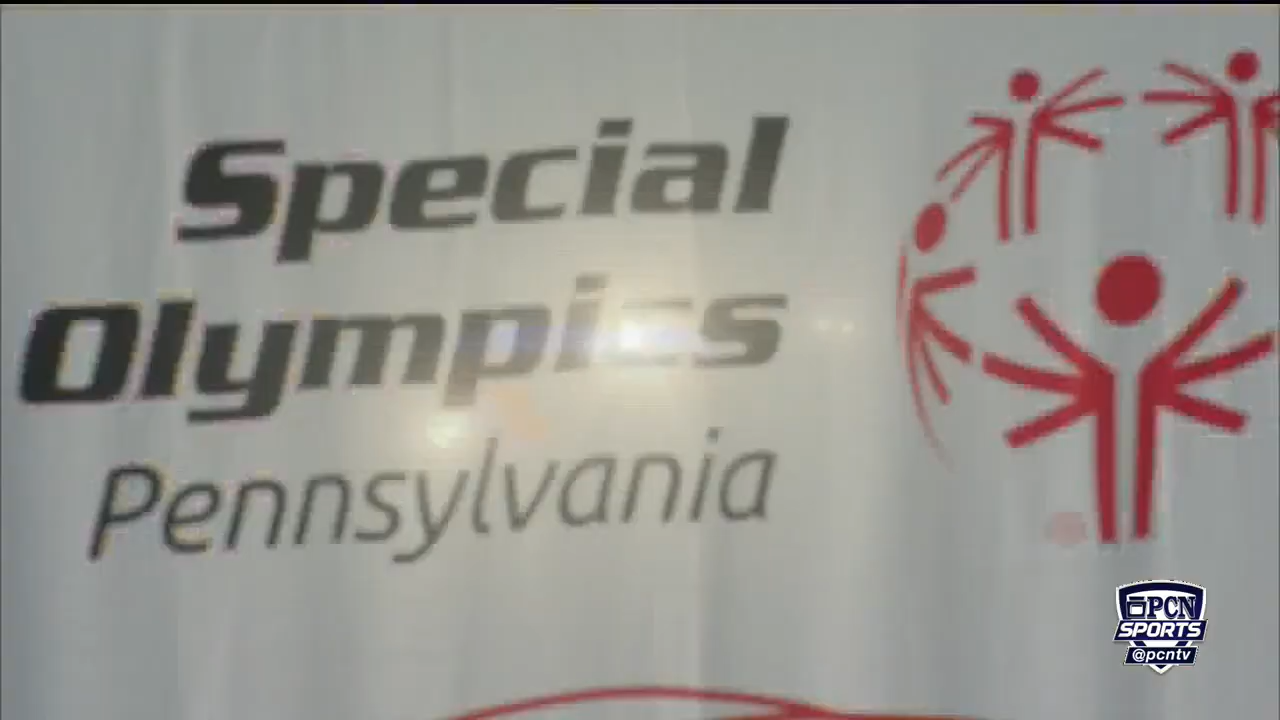 Special
Olympics
Pennsylvania
PCN
SPORTS
@pcntv